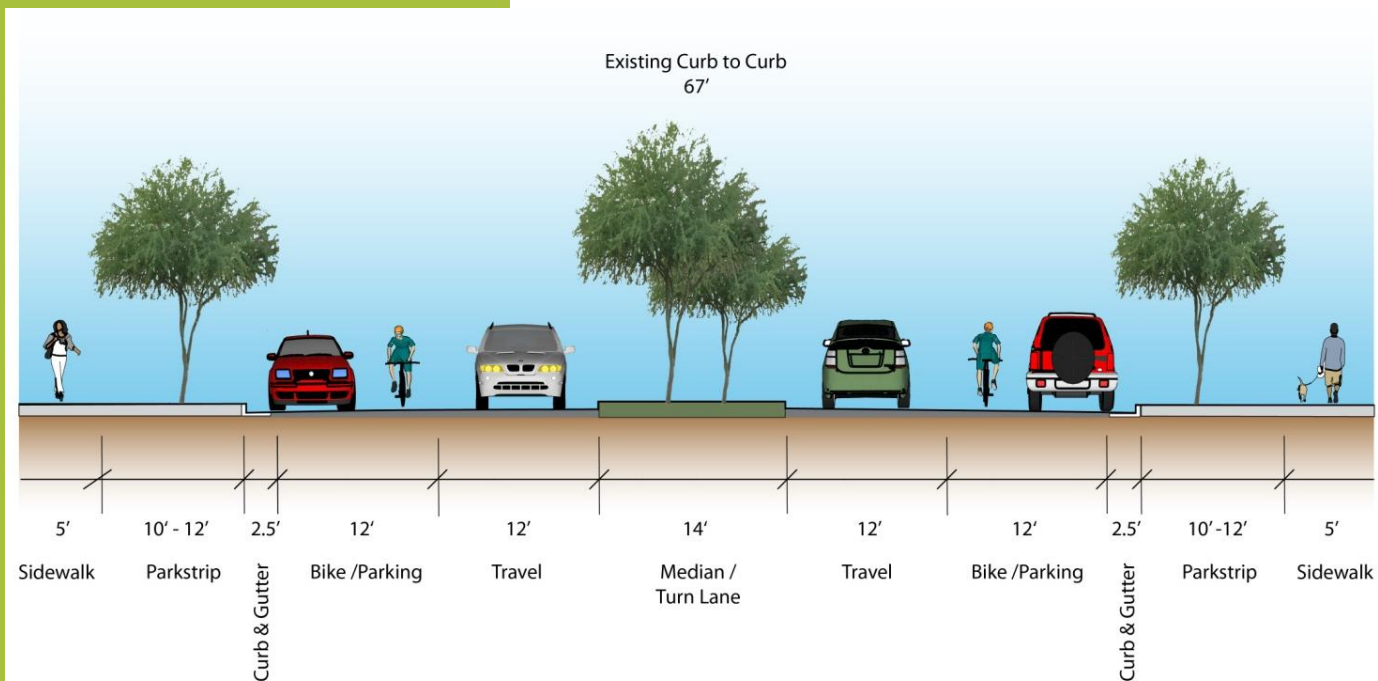 Existing Curb to Curb
67’
5’
10’ - 12’
2.5’
12’
12’
14’
12’
12’
2.5’
10’ -12’
5’
Sidewalk
Parkstrip
Curb & Gutter
Bike /Parking
Travel
Median /
Turn Lane
Travel
Bike /Parking
Curb & Gutter
Parkstrip
Sidewalk